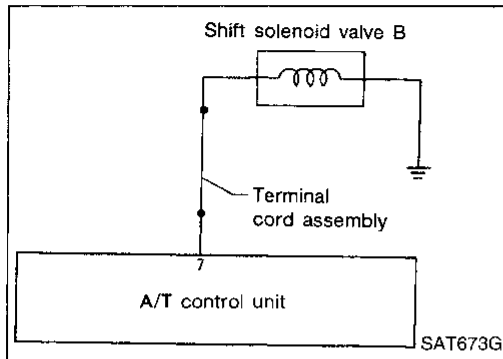 Shift solenoid valve B
Terminal
cord assembly
7
A/T control unit
SAT673G